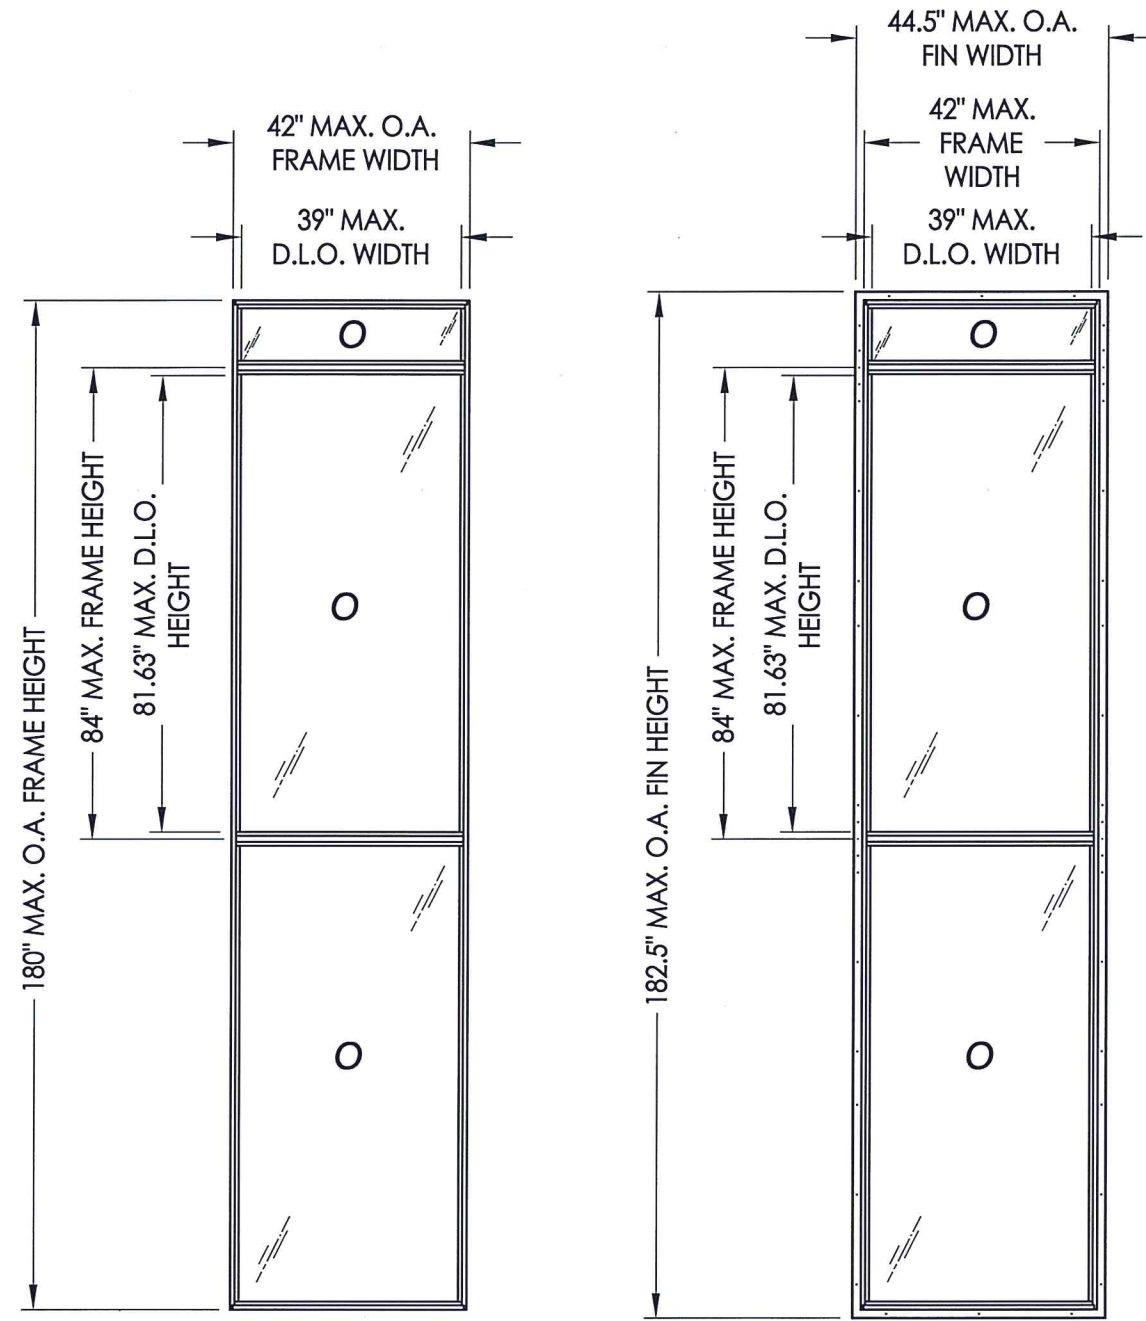 42" MAX. O.A.
FRAME WIDTH
39" MAX.
D.L.O. WIDTH
180" MAX. O.A. FRAME HEIGHT
84" MAX. FRAME HEIGHT
81.63" MAX. D.L.O.
HEIGHT
O
O
O
44.5" MAX. O.A.
FIN WIDTH
42" MAX.
FRAME
WIDTH
39" MAX.
D.L.O. WIDTH
182.5" MAX. O.A. FIN HEIGHT
84" MAX. FRAME HEIGHT
81.63" MAX. D.L.O.
HEIGHT
O
O
O